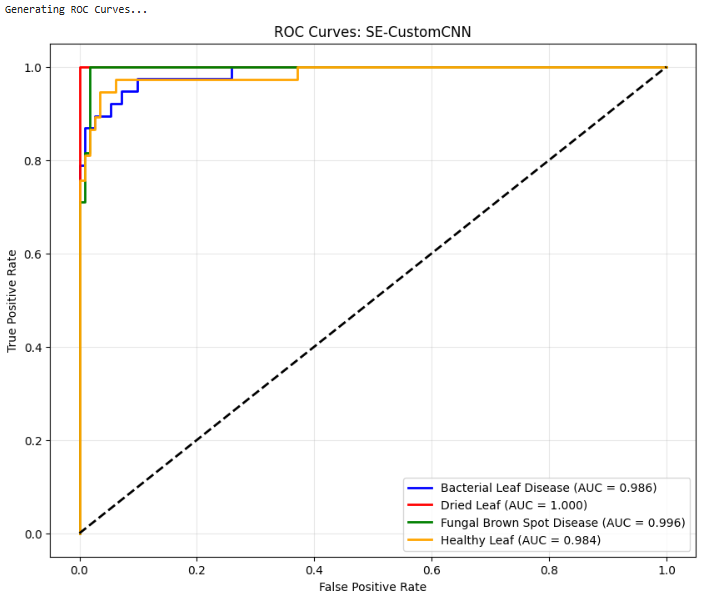 Generating ROC Curves...
ROC Curves: SE-CustomCNN
True Positive Rate
1.0
0.8
0.6
0.4
0.2
0.0
0.0 0.2 0.4 0.6 0.8 1.0
False Positive Rate
Bacterial Leaf Disease (AUC = 0.986)
Dried Leaf (AUC = 1.000)
Fungal Brown Spot Disease (AUC = 0.996)
Healthy Leaf (AUC = 0.984)